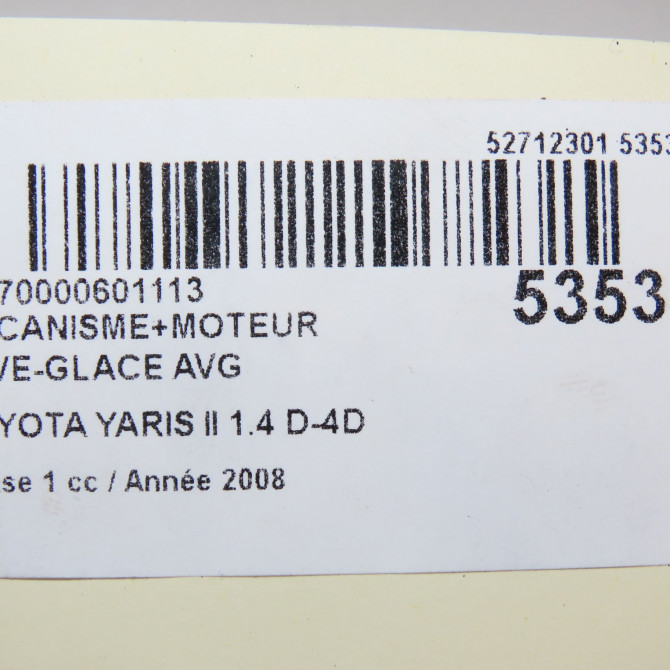 52712301 5353
70000601113
5353
CANISME+MOTEUR
VE-GLACE AVG
YOTA YARIS II 1.4 D-4D
se 1 cc / Année 2008